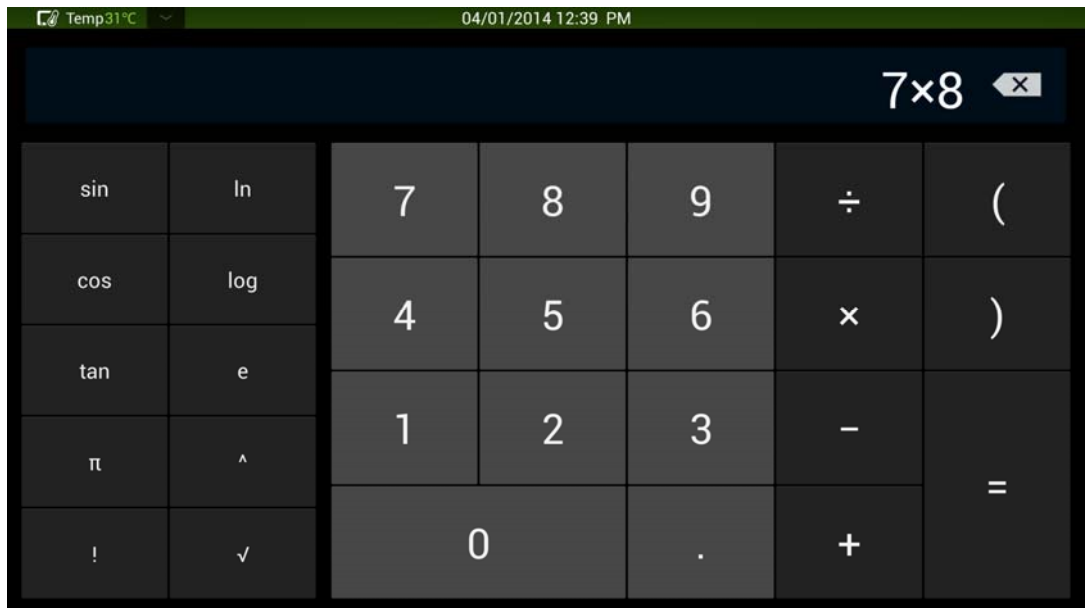 Temp31°C 04/01/2014 12:39 PM
7×8
sin ln 7 8 9 ÷ (
cos log 4 5 6 × )
tan e 1 2 3 −
π ^ =
! √ 0 . +